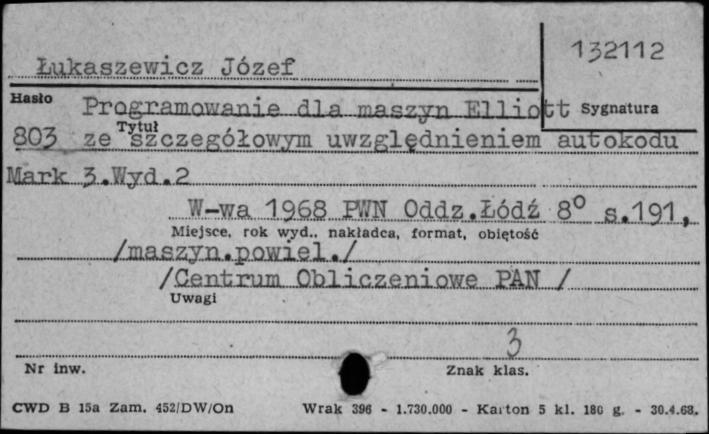 132112
Łukaszewicz Józef
Hasło Programowanie dla maszyn Elliott Sygnatura
Tytuł
803 ze szczegółowym uwzględnieniem autokodu
Mark 3.Wyd.2
W-wa 1968 PWN Oddz.Łódź 8° s.191,
Miejsce, rok wyd., nakładca, format, objętość
/maszyn.powiel./
/Centrum Obliczeniowe PAN /
Uwagi
3
Nr inw. Znak klas.
CWD B 15a Zam. 452/DW/On Wrak 396 - 1.730.000 - Karton 5 kl. 180 g. - 30.4.68.